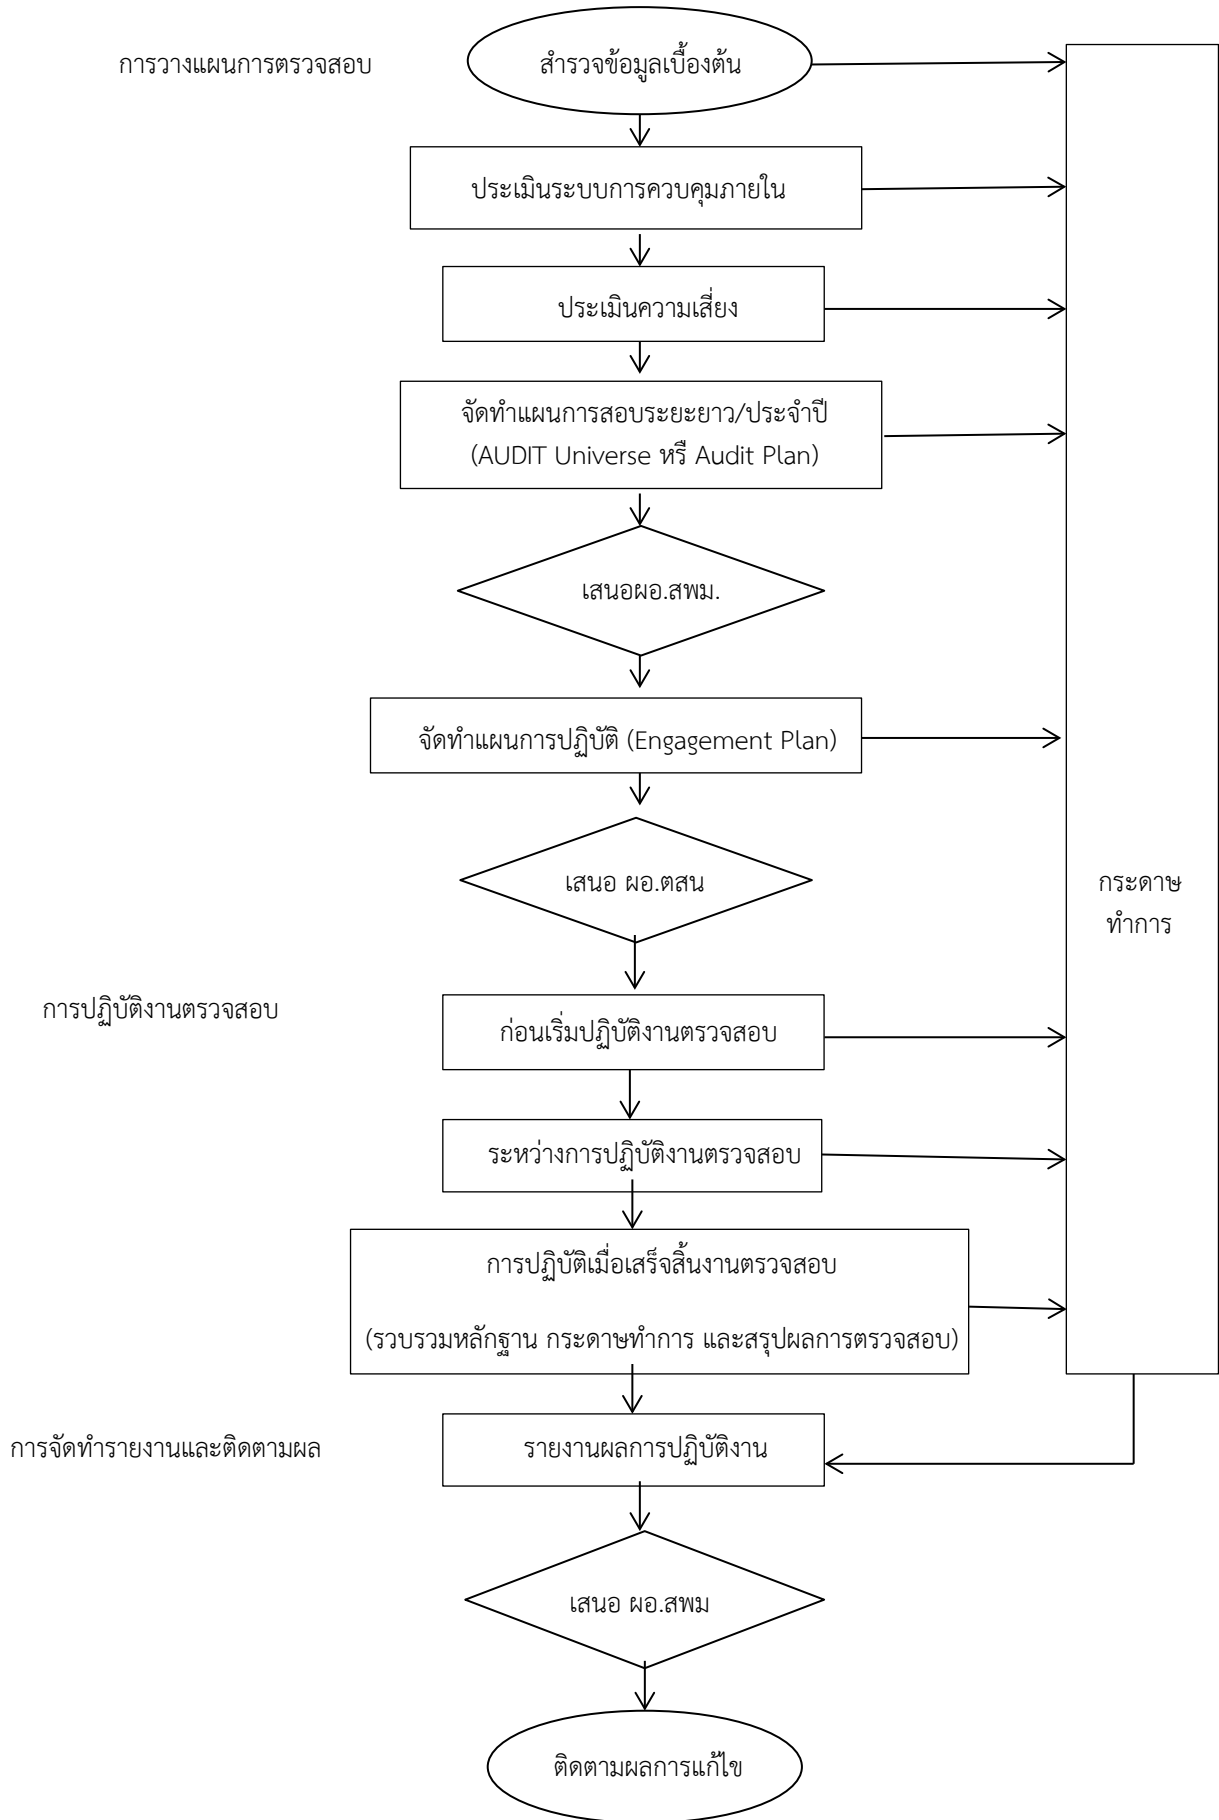 การวางแผนการตรวจสอบ
สำรวจข้อมูลเบื้องต้น
ประเมินระบบการควบคุมภายใน
ประเมินความเสี่ยง
จัดทำแผนการสอบระยะยาว/ประจำปี
(AUDIT Universe หรื Audit Plan)
เสนอผอ.สพม.
จัดทำแผนการปฏิบัติ (Engagement Plan)
เสนอ ผอ.ตสน
กระดาษ
ทำการ
การปฏิบัติงานตรวจสอบ
ก่อนเริ่มปฏิบัติงานตรวจสอบ
ระหว่างการปฏิบัติงานตรวจสอบ
การปฏิบัติเมื่อเสร็จสิ้นงานตรวจสอบ
(รวบรวมหลักฐาน กระดาษทำการ และสรุปผลการตรวจสอบ)
การจัดทำรายงานและติดตามผล
รายงานผลการปฏิบัติงาน
เสนอ ผอ.สพม
ติดตามผลการแก้ไข